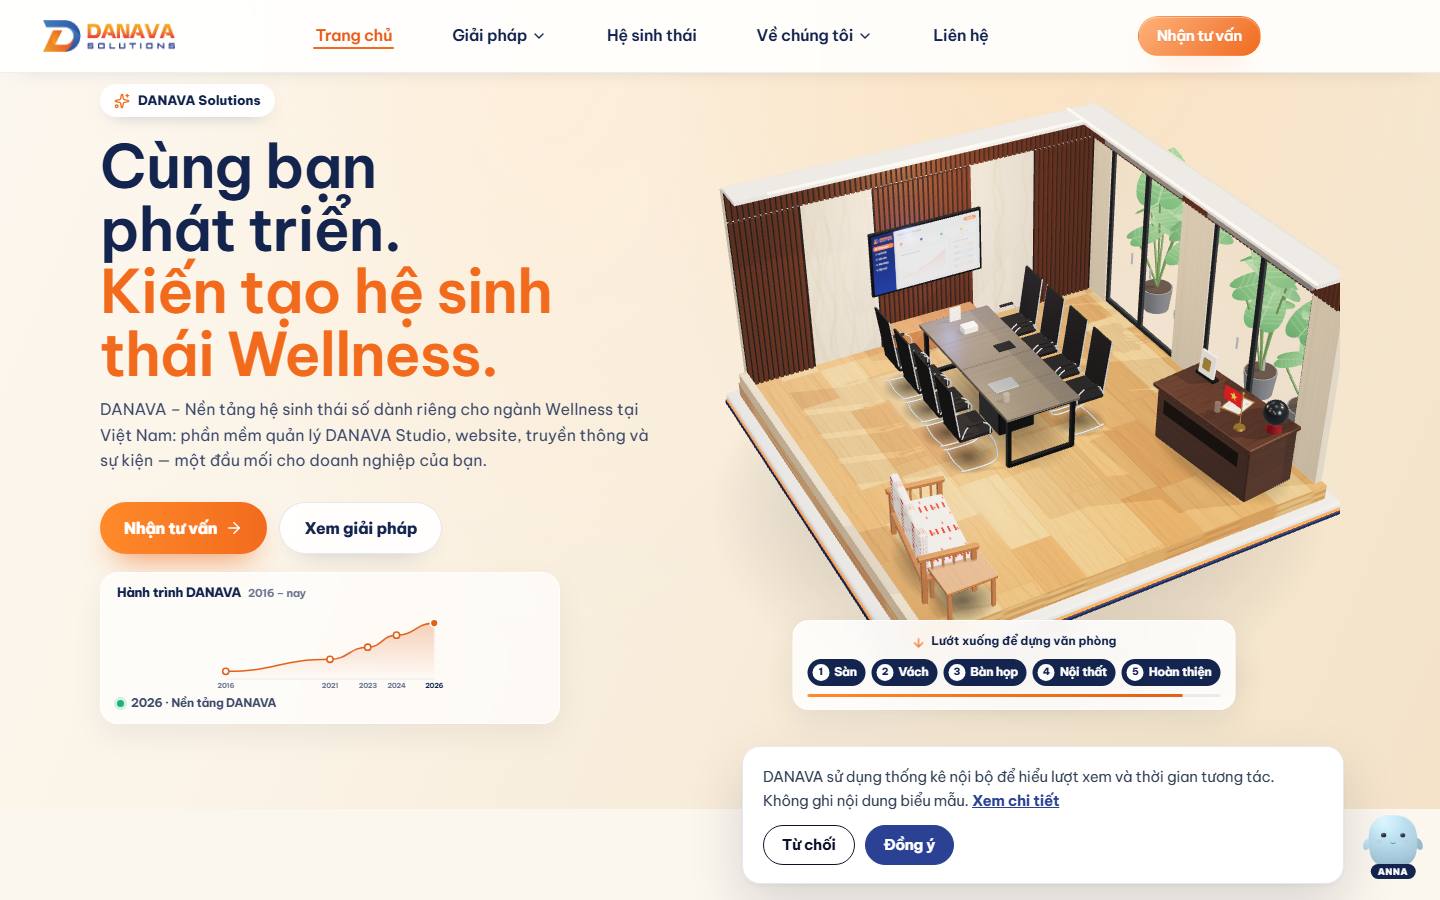 DANAVA
SOLUTIONS
Trang chủ
Giải pháp
Hệ sinh thái
Về chúng tôi
Liên hệ
Nhận tư vấn
DANAVA Solutions
Cùng bạn
phát triển.
Kiến tạo hệ sinh
thái Wellness.
DANAVA – Nền tảng hệ sinh thái số dành riêng cho ngành Wellness tại
Việt Nam: phần mềm quản lý DANAVA Studio, website, truyền thông và
sự kiện — một đầu mối cho doanh nghiệp của bạn.
Nhận tư vấn
Xem giải pháp
Hành trình DANAVA 2016 – nay
2016 2021 2023 2024 2026
2026 · Nền tảng DANAVA
Lướt xuống để dựng văn phòng
1 Sàn 2 Vách 3 Bàn họp 4 Nội thất 5 Hoàn thiện
DANAVA sử dụng thống kê nội bộ để hiểu lượt xem và thời gian tương tác.
Không ghi nội dung biểu mẫu. Xem chi tiết
Từ chối
Đồng ý
ANNA